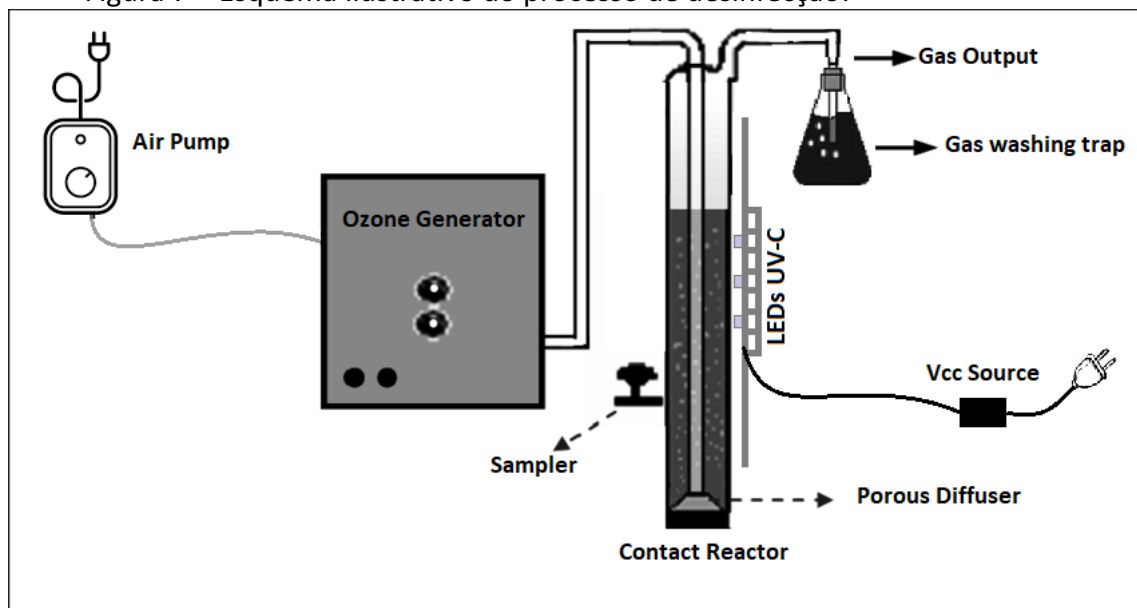 Esquema ilustrativo do processo de desinfecção.
Gas Output
Air Pump
Gas washing trap
Ozone Generator
LEDs UV-C
Vcc Source
Sampler
Porous Diffuser
Contact Reactor